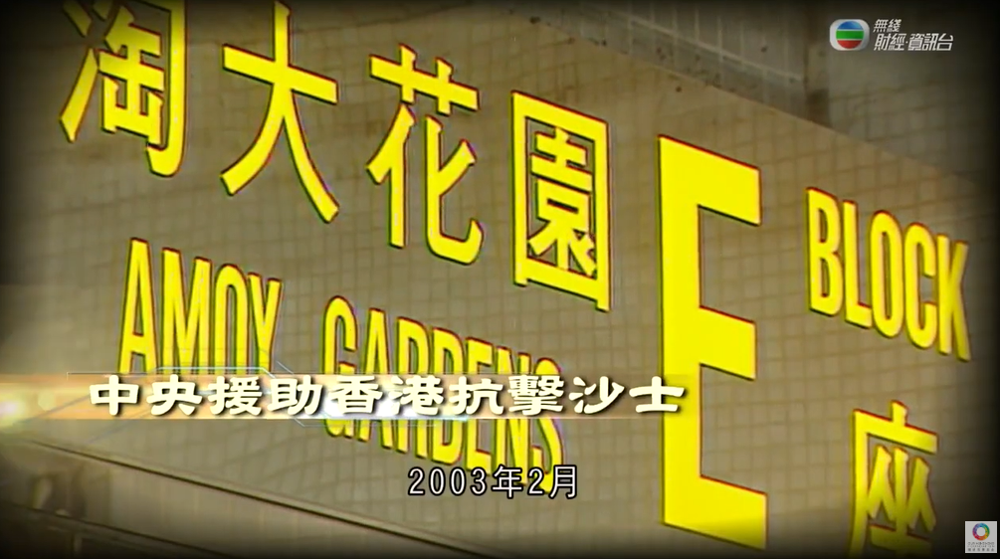 無綫
財經·資訊台
淘大花園
AMOY GARDENS
E
BLOCK
座
中央援助香港抗擊沙士
2003年2月